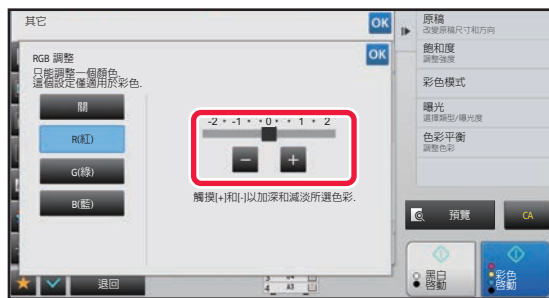 其它
OK
RGB 調整
OK
只能調整一個顏色.
這個設定僅適用於彩色.
關
R(紅)
G(綠)
B(藍)
-2 • -1 • •0• • 1 • 2
− +
觸摸[+]和[-]以加深和減淡所選色彩.
原稿
改變原稿尺寸和方向
飽和度
調整強度
彩色模式
曝光
選擇類型/曝光度
色彩平衡
調整色彩
預覽
CA
黑白
啓動
彩色
啓動
退回
4 A3